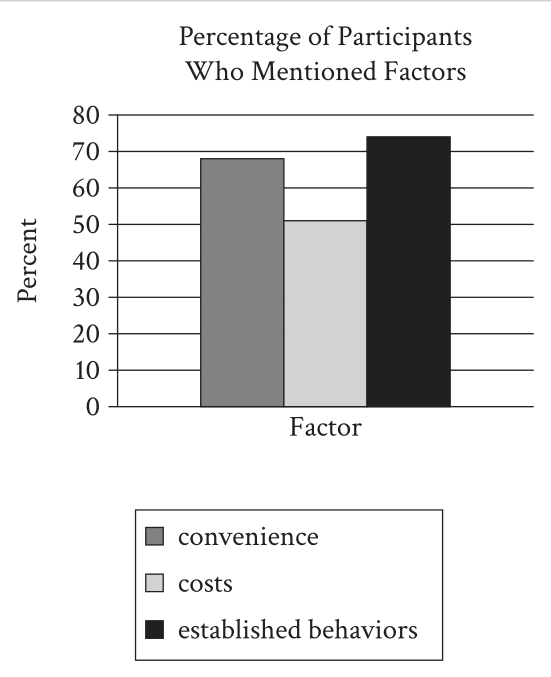 Percentage of Participants
Who Mentioned Factors
80
70
60
50
40
30
20
10
0
Percent
Factor
convenience
costs
established behaviors